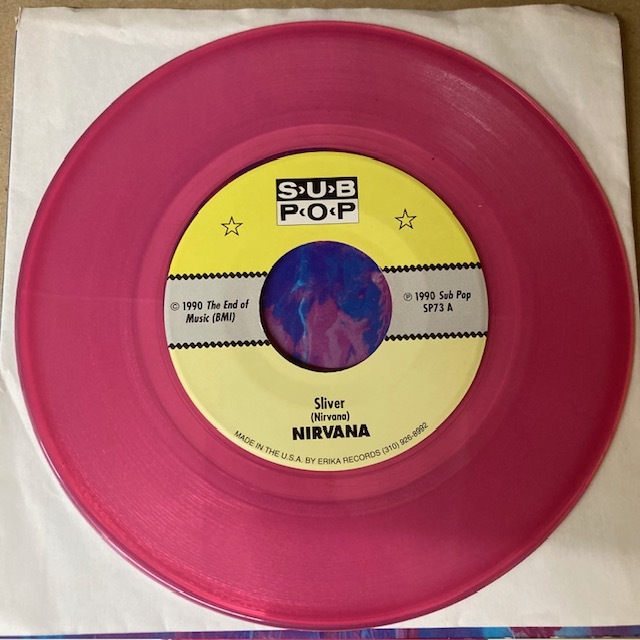 S›U›B
P‹O‹P
© 1990 The End of
Music (BMI)
℗ 1990 Sub Pop
SP73 A
Sliver
(Nirvana)
NIRVANA
MADE IN THE U.S.A. BY ERIKA RECORDS (310) 926-8992